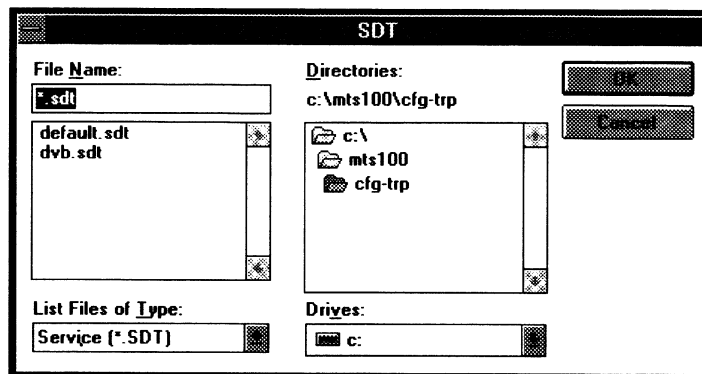 SDT
File Name:
*.sdt
default.sdt
dvb.sdt
List Files of Type:
Service (*.SDT)
Directories:
c:\mts100\cfg-trp
c:\
mts100
cfg-trp
Drives:
c:
OK
Cancel